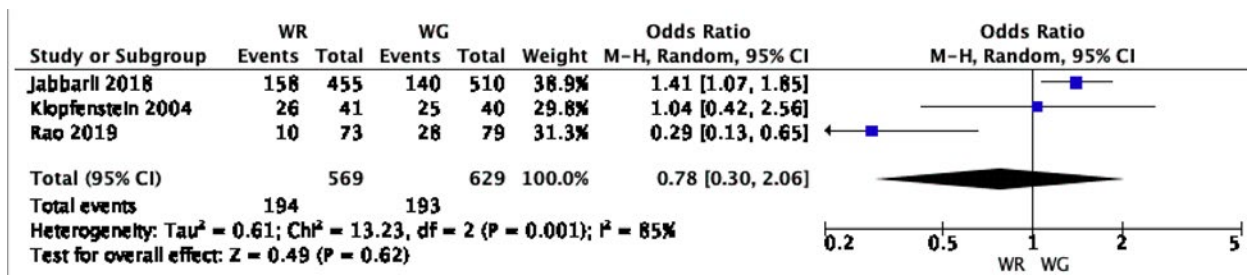 WR WG Odds Ratio Odds Ratio
Study or Subgroup Events Total Events Total Weight M-H, Random, 95% CI M-H, Random, 95% CI
Jabbarli 2018 158 455 140 510 38.9% 1.41 [1.07, 1.85]
Klopfenstein 2004 26 41 25 40 29.8% 1.04 [0.42, 2.56]
Rao 2019 10 73 28 79 31.3% 0.29 [0.13, 0.65]
Total (95% CI) 569 629 100.0% 0.78 [0.30, 2.06]
Total events 194 193
Heterogeneity: Tau² = 0.61; Chi² = 13.23, df = 2 (P = 0.001); I² = 85%
Test for overall effect: Z = 0.49 (P = 0.62)
0.2 0.5 1 2 5
WR WG